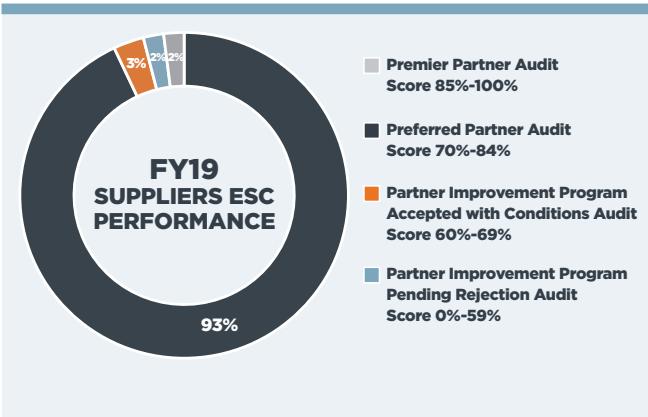 3%
2%
2%
FY19
SUPPLIERS ESC
PERFORMANCE
93%
Premier Partner Audit
Score 85%-100%
Preferred Partner Audit
Score 70%-84%
Partner Improvement Program
Accepted with Conditions Audit
Score 60%-69%
Partner Improvement Program
Pending Rejection Audit
Score 0%-59%